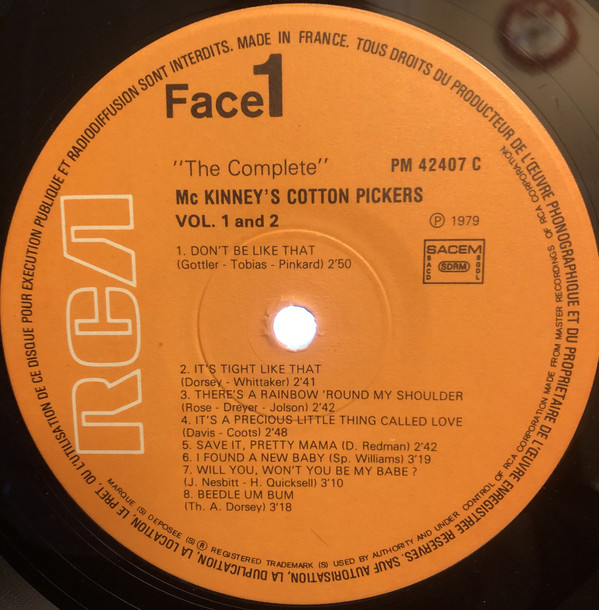 Face 1
"The Complete"
PM 42407 C
Mc KINNEY'S COTTON PICKERS
VOL. 1 and 2
Ⓟ 1979
1. DON'T BE LIKE THAT
(Gottler - Tobias - Pinkard) 2'50
SACEM
SACD
SDRM
SGDL
RCA
2. IT'S TIGHT LIKE THAT
(Dorsey - Whittaker) 2'41
3. THERE'S A RAINBOW 'ROUND MY SHOULDER
(Rose - Dreyer - Jolson) 2'42
4. IT'S A PRECIOUS LITTLE THING CALLED LOVE
(Davis - Coots) 2'48
5. SAVE IT, PRETTY MAMA (D. Redman) 2'42
6. I FOUND A NEW BABY (Sp. Williams) 3'19
7. WILL YOU, WON'T YOU BE MY BABE ?
(J. Nesbitt - H. Quicksell) 3'10
8. BEEDLE UM BUM
(Th. A. Dorsey) 3'18
MADE IN FRANCE. TOUS DROITS DU PRODUCTEUR DE L'ŒUVRE PHONOGRAPHIQUE ET DU PROPRIETAIRE DE L'ŒUVRE ENREGISTREE RESERVES. SAUF AUTORISATION, LA DUPLICATION, LA LOCATION, LE PRET, OU L'UTILISATION DE CE DISQUE POUR EXECUTION PUBLIQUE ET RADIODIFFUSION SONT INTERDITS.
MARQUE (S) DEPOSEE (S) ® REGISTERED TRADEMARK (S) USED BY AUTHORITY AND UNDER CONTROL OF RCA CORPORATION MADE FROM MASTER RECORDINGS OF RCA CORPORATION.